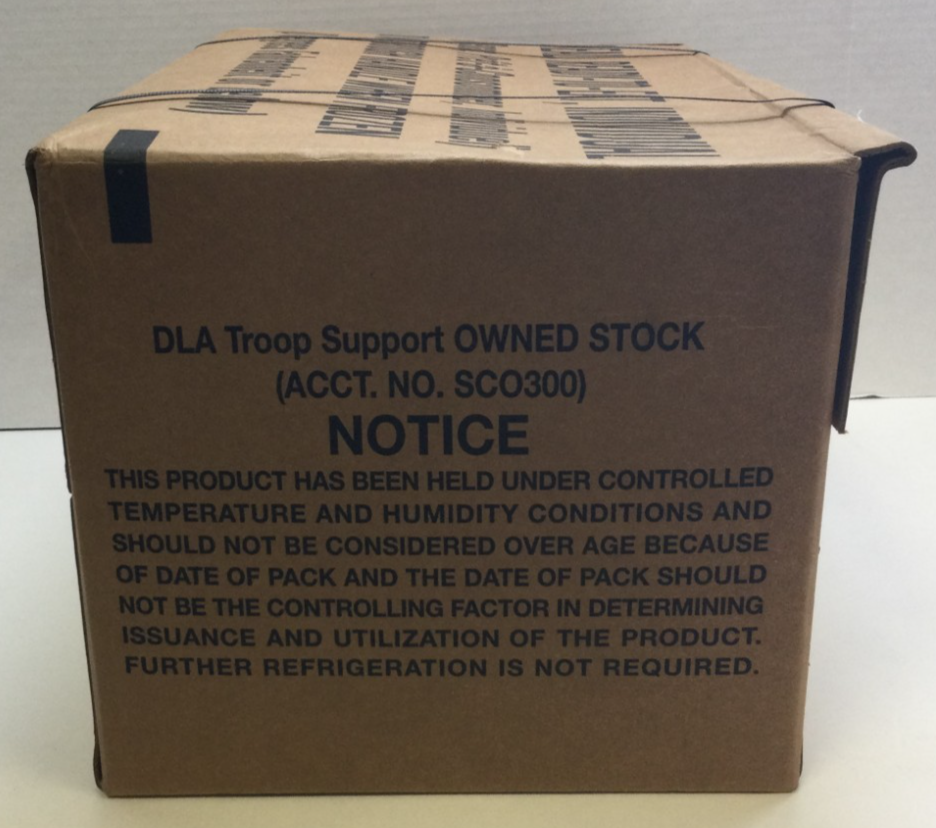 DLA Troop Support OWNED STOCK
(ACCT. NO. SCO300)
NOTICE
THIS PRODUCT HAS BEEN HELD UNDER CONTROLLED
TEMPERATURE AND HUMIDITY CONDITIONS AND
SHOULD NOT BE CONSIDERED OVER AGE BECAUSE
OF DATE OF PACK AND THE DATE OF PACK SHOULD
NOT BE THE CONTROLLING FACTOR IN DETERMINING
ISSUANCE AND UTILIZATION OF THE PRODUCT.
FURTHER REFRIGERATION IS NOT REQUIRED.